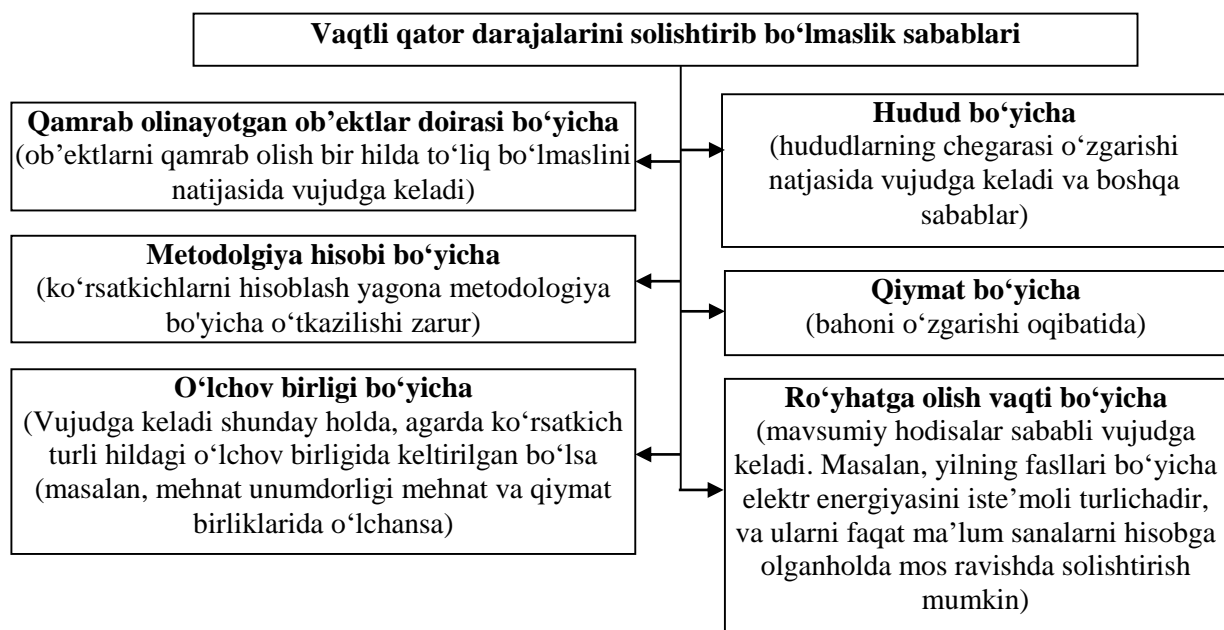 Vaqtli qator darajalarini solishtirib bo‘lmaslik sabablari
Qamrab olinayotgan ob’ektlar doirasi bo‘yicha
(ob’ektlarni qamrab olish bir hilda to‘liq bo‘lmaslini
natijasida vujudga keladi)
Metodolgiya hisobi bo‘yicha
(ko‘rsatkichlarni hisoblash yagona metodologiya
bo'yicha o‘tkazilishi zarur)
O‘lchov birligi bo‘yicha
(Vujudga keladi shunday holda, agarda ko‘rsatkich
turli hildagi o‘lchov birligida keltirilgan bo‘lsa
(masalan, mehnat unumdorligi mehnat va qiymat
birliklarida o‘lchansa)
Hudud bo‘yicha
(hududlarning chegarasi o‘zgarishi
natjasida vujudga keladi va boshqa
sabablar)
Qiymat bo‘yicha
(bahoni o‘zgarishi oqibatida)
Ro‘yhatga olish vaqti bo‘yicha
(mavsumiy hodisalar sababli vujudga
keladi. Masalan, yilning fasllari bo‘yicha
elektr energiyasini iste’moli turlichadir,
va ularni faqat ma’lum sanalarni hisobga
olganholda mos ravishda solishtirish
mumkin)